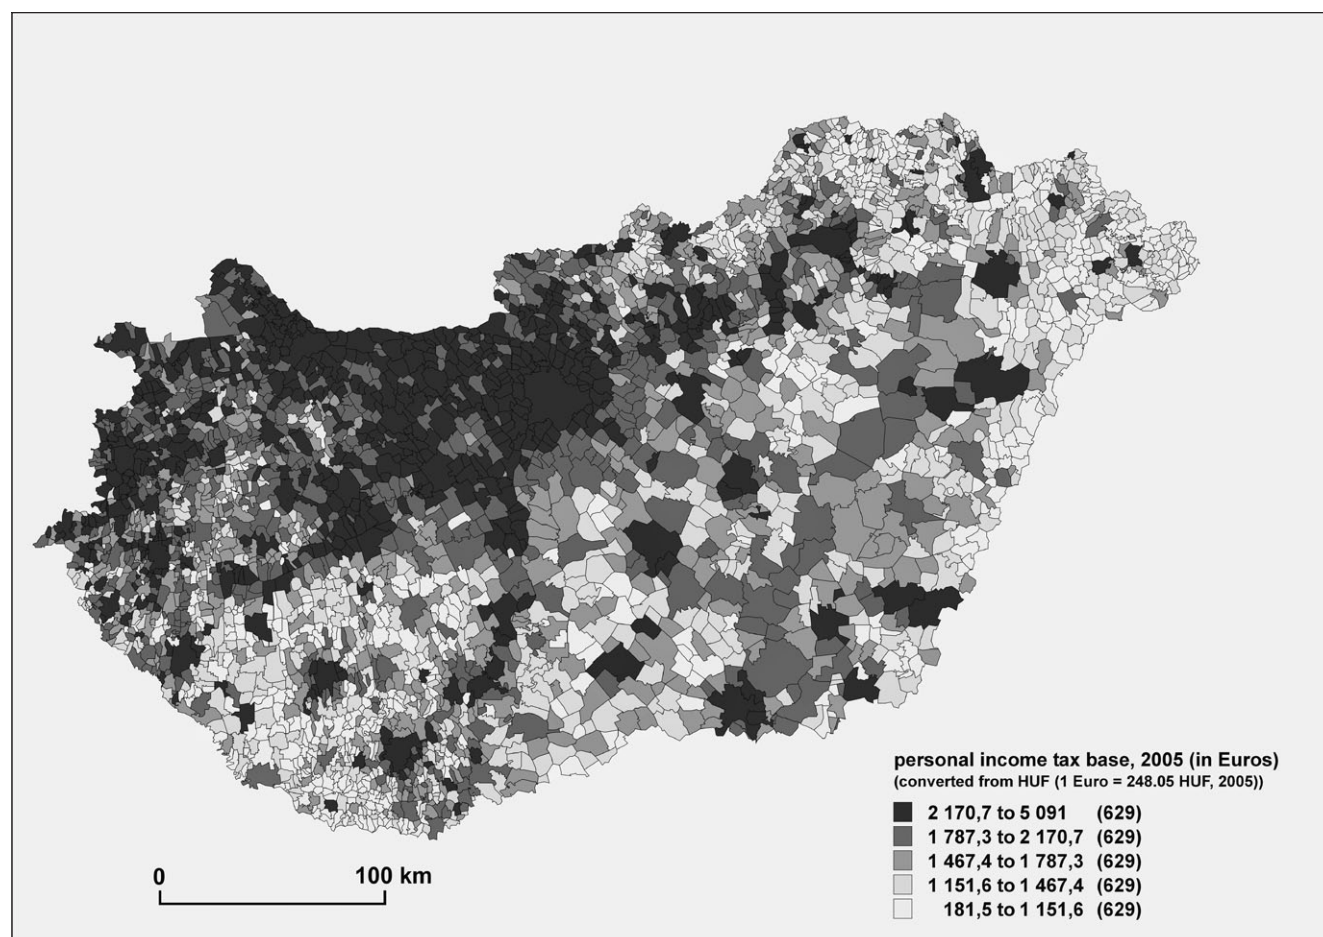 personal income tax base, 2005 (in Euros)
(converted from HUF (1 Euro = 248.05 HUF, 2005))
2 170,7 to 5 091 (629)
1 787,3 to 2 170,7 (629)
1 467,4 to 1 787,3 (629)
1 151,6 to 1 467,4 (629)
181,5 to 1 151,6 (629)
0 100 km